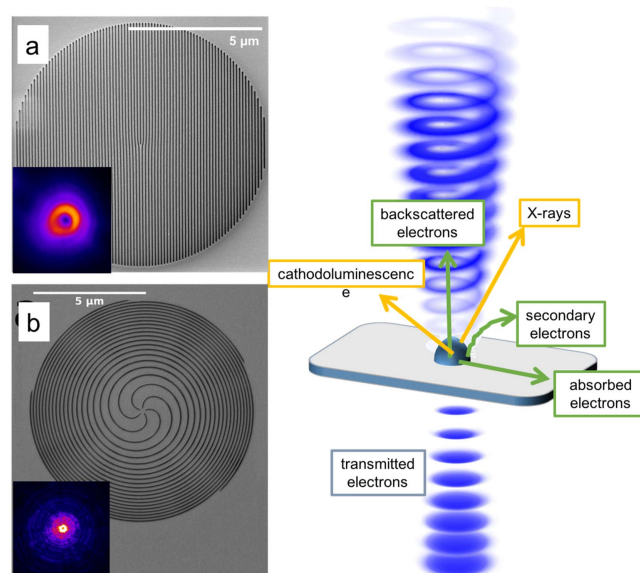 a
5 µm
b
5 µm
backscattered
electrons
X-rays
cathodoluminescenc
e
secondary
electrons
absorbed
electrons
transmitted
electrons